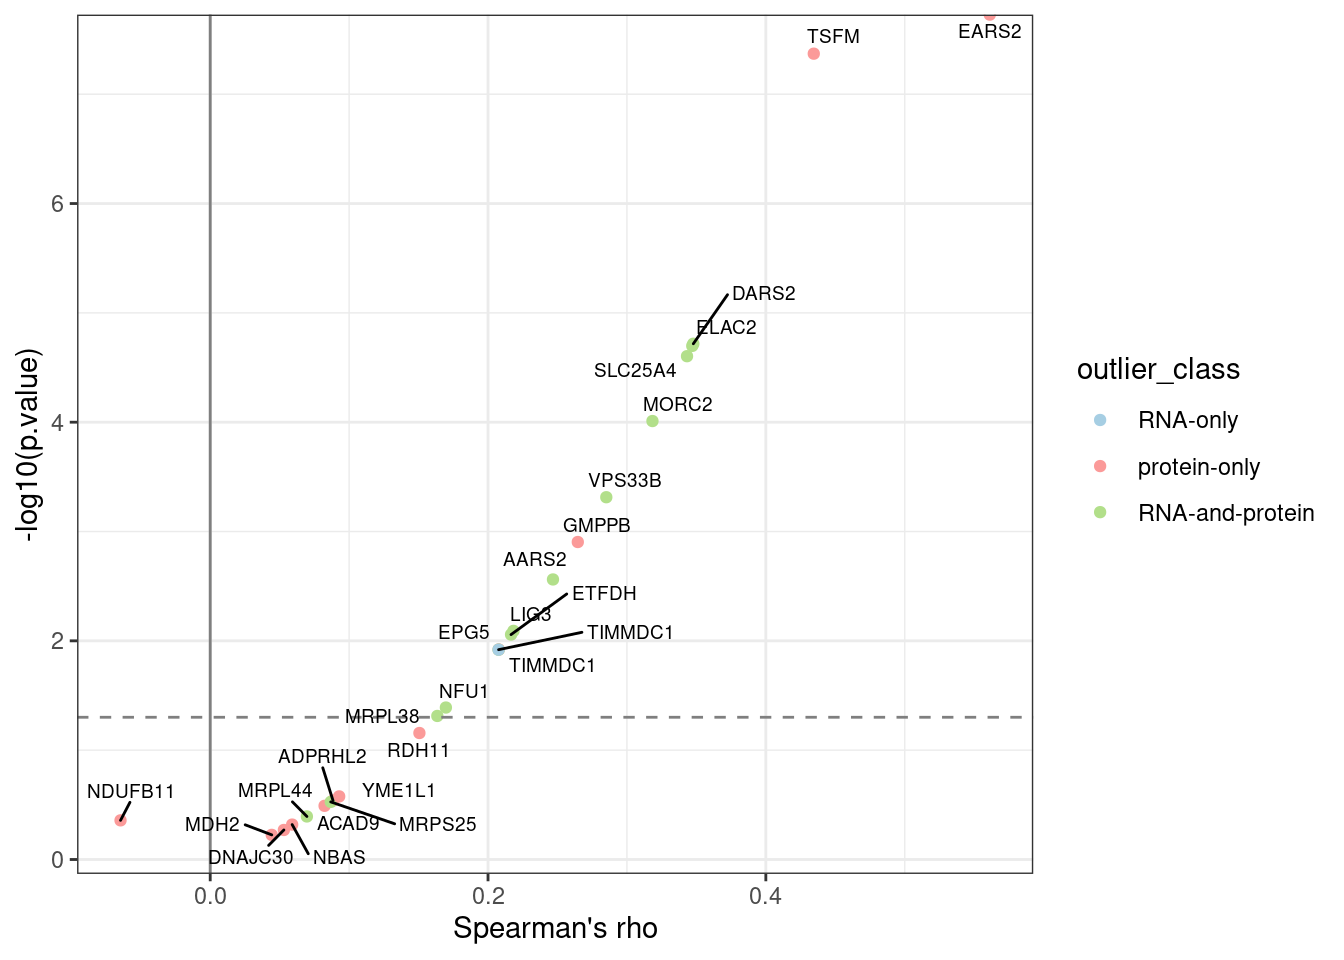 EARS2
TSFM
DARS2
ELAC2
SLC25A4
MORC2
VPS33B
GMPPB
AARS2
ETFDH
LIG3
EPG5
TIMMDC1
TIMMDC1
NFU1
MRPL38
RDH11
ADPRHL2
NDUFB11
MRPL44
YME1L1
MDH2
ACAD9
MRPS25
DNAJC30
NBAS
0
2
4
6
-log10(p.value)
0.0
0.2
0.4
Spearman's rho
outlier_class
RNA-only
protein-only
RNA-and-protein